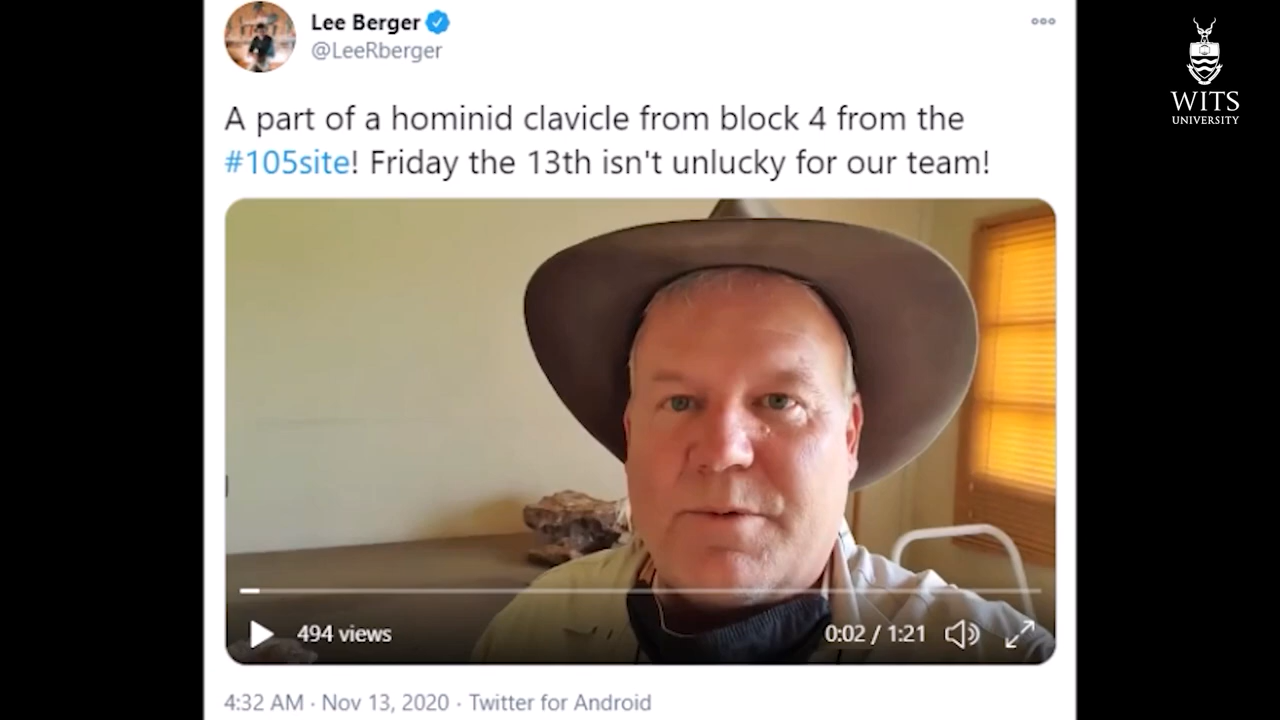 Lee Berger
@LeeRberger
A part of a hominid clavicle from block 4 from the
#105site! Friday the 13th isn't unlucky for our team!
494 views
0:02 / 1:21
4:32 AM · Nov 13, 2020 · Twitter for Android
WITS
UNIVERSITY